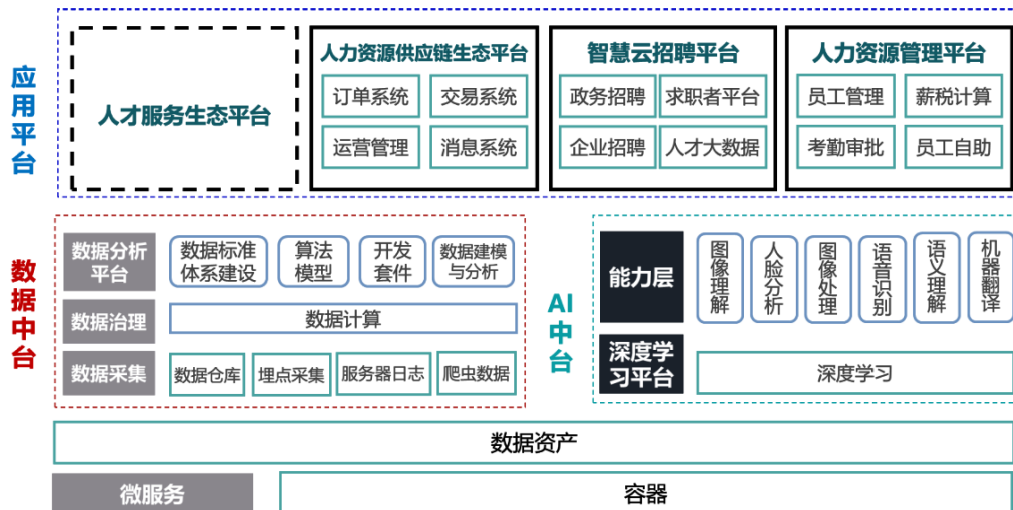 应用平台
人才服务生态平台
人力资源供应链生态平台
订单系统
交易系统
运营管理
消息系统
智慧云招聘平台
政务招聘
求职者平台
企业招聘
人才大数据
人力资源管理平台
员工管理
薪税计算
考勤审批
员工自助
数据中台
数据分析
平台
数据标准
体系建设
算法
模型
开发
套件
数据建模
与分析
数据治理
数据计算
数据采集
数据仓库
埋点采集
服务器日志
爬虫数据
AI中台
能力层
图像理解
人脸分析
图像处理
语音识别
语义理解
机器翻译
深度学
习平台
深度学习
数据资产
微服务
容器